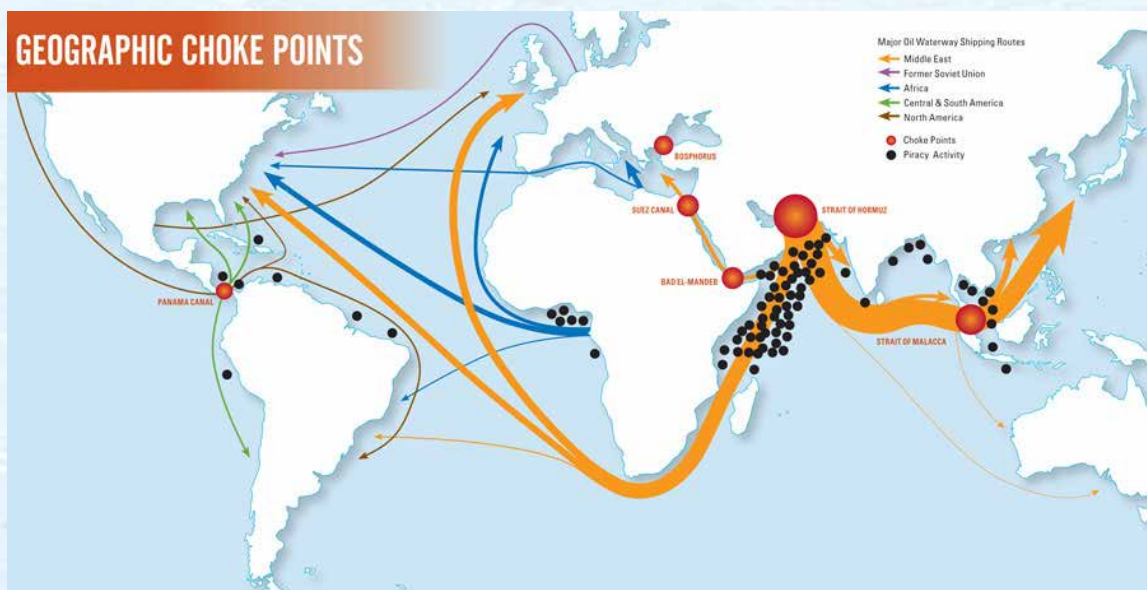 GEOGRAPHIC CHOKE POINTS
Major Oil Waterway Shipping Routes
Middle East
Former Soviet Union
Africa
Central & South America
North America
Choke Points
Piracy Activity
BOSPHORUS
SUEZ CANAL
STRAIT OF HORMUZ
BAD EL-MANDEB
PANAMA CANAL
STRAIT OF MALACCA